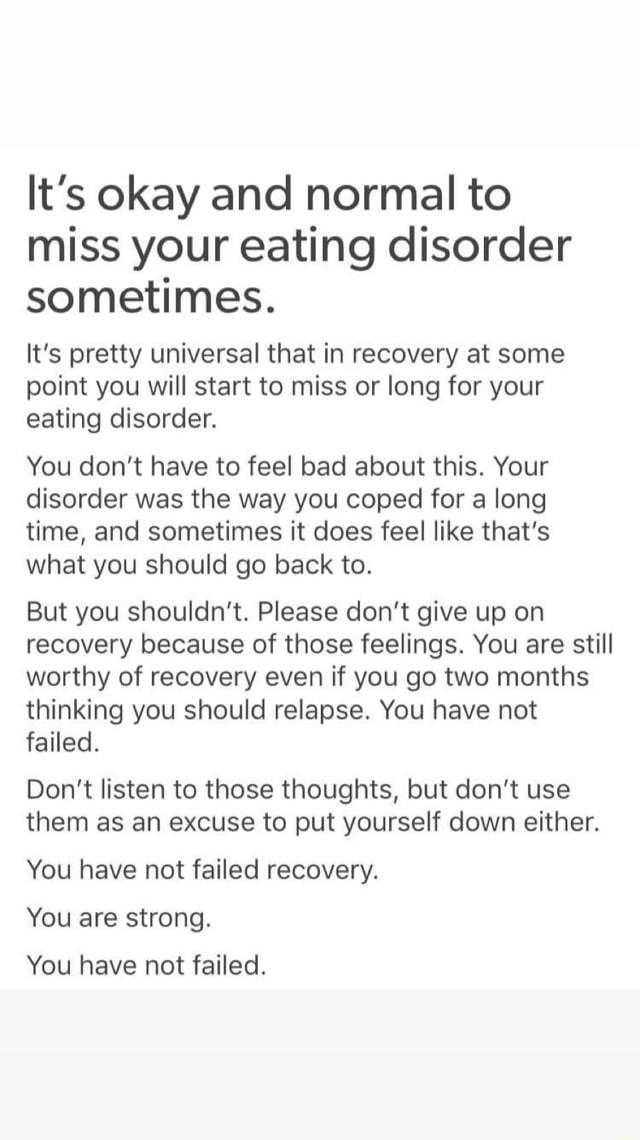 It’s okay and normal to
miss your eating disorder
sometimes.
It’s pretty universal that in recovery at some
point you will start to miss or long for your
eating disorder.
You don’t have to feel bad about this. Your
disorder was the way you coped for a long
time, and sometimes it does feel like that’s
what you should go back to.
But you shouldn’t. Please don’t give up on
recovery because of those feelings. You are still
worthy of recovery even if you go two months
thinking you should relapse. You have not
failed.
Don’t listen to those thoughts, but don’t use
them as an excuse to put yourself down either.
You have not failed recovery.
You are strong.
You have not failed.